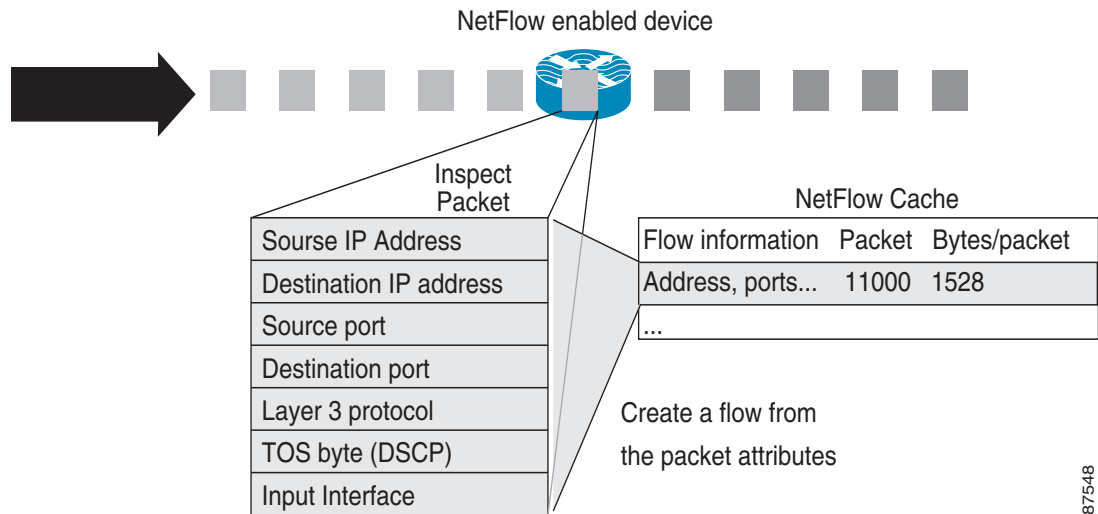 NetFlow enabled device
Inspect
Packet
Sourse IP Address
Destination IP address
Source port
Destination port
Layer 3 protocol
TOS byte (DSCP)
Input Interface
NetFlow Cache
Flow information Packet Bytes/packet
Address, ports... 11000 1528
...
Create a flow from
the packet attributes
87548